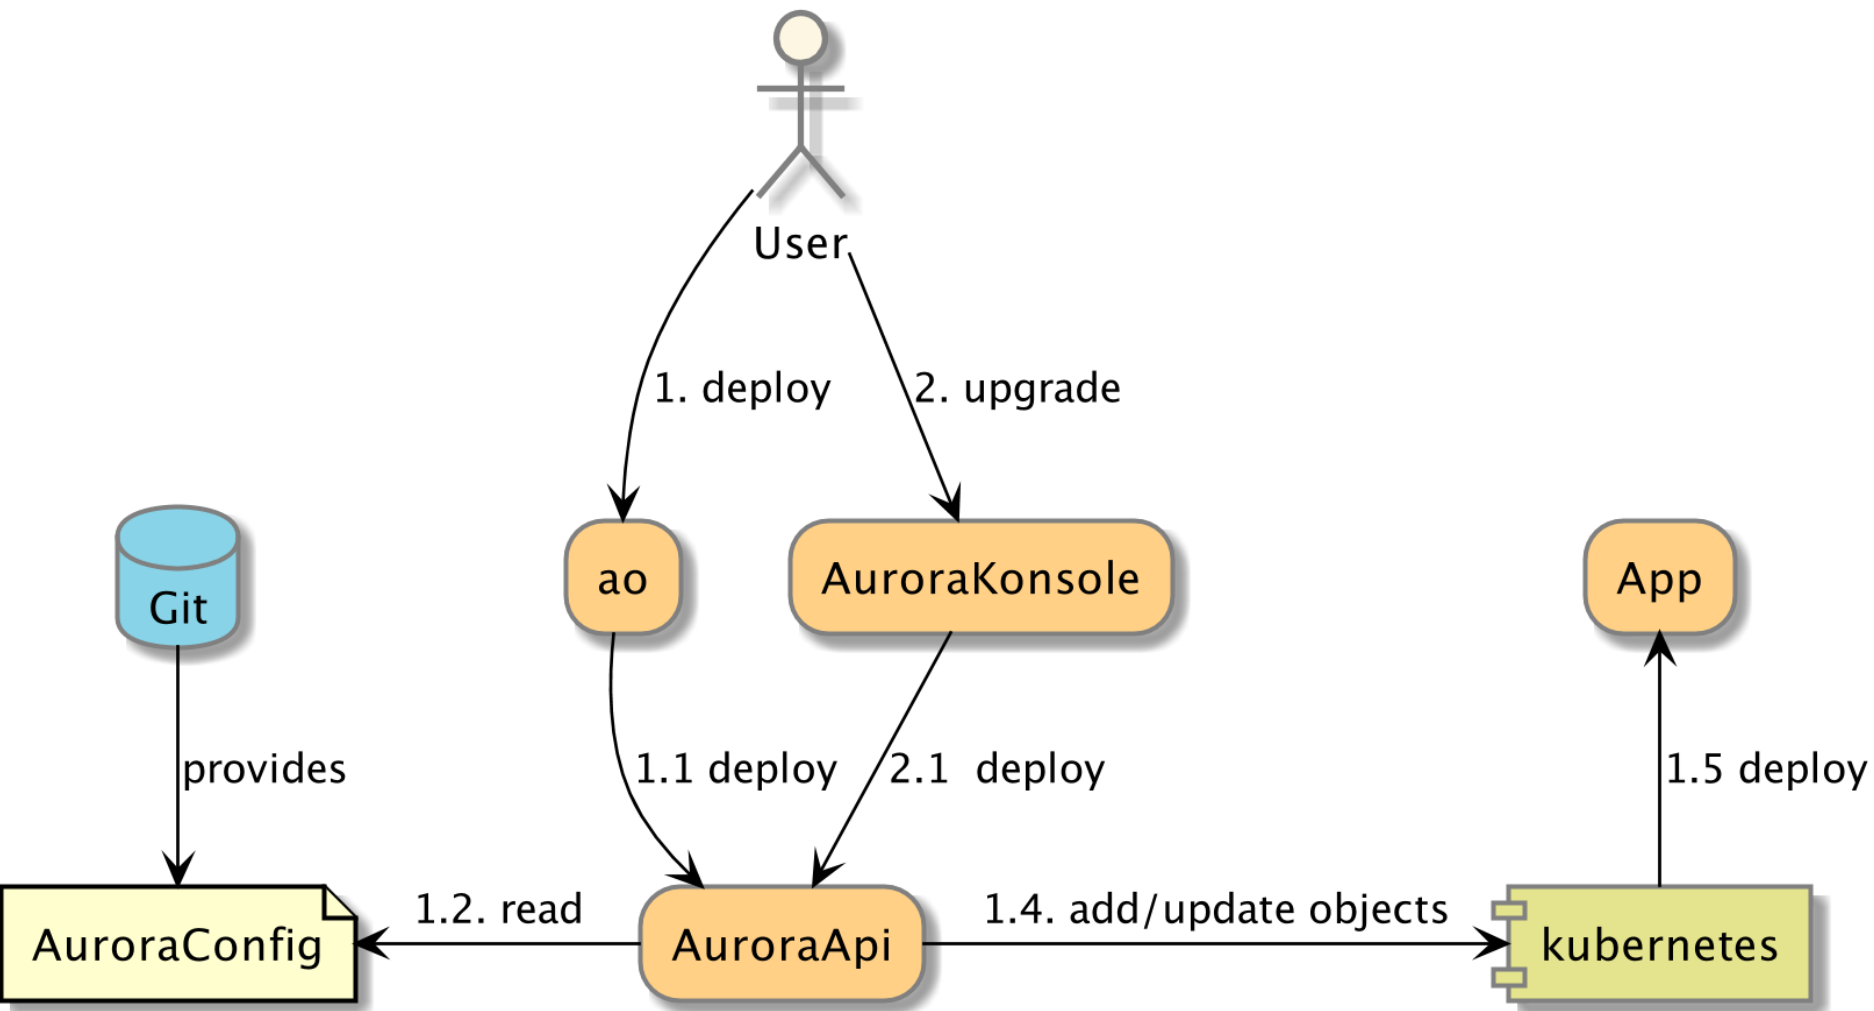 User
1. deploy
2. upgrade
Git
ao
AuroraKonsole
App
provides
1.1 deploy
2.1  deploy
1.5 deploy
AuroraConfig
1.2. read
AuroraApi
1.4. add/update objects
kubernetes